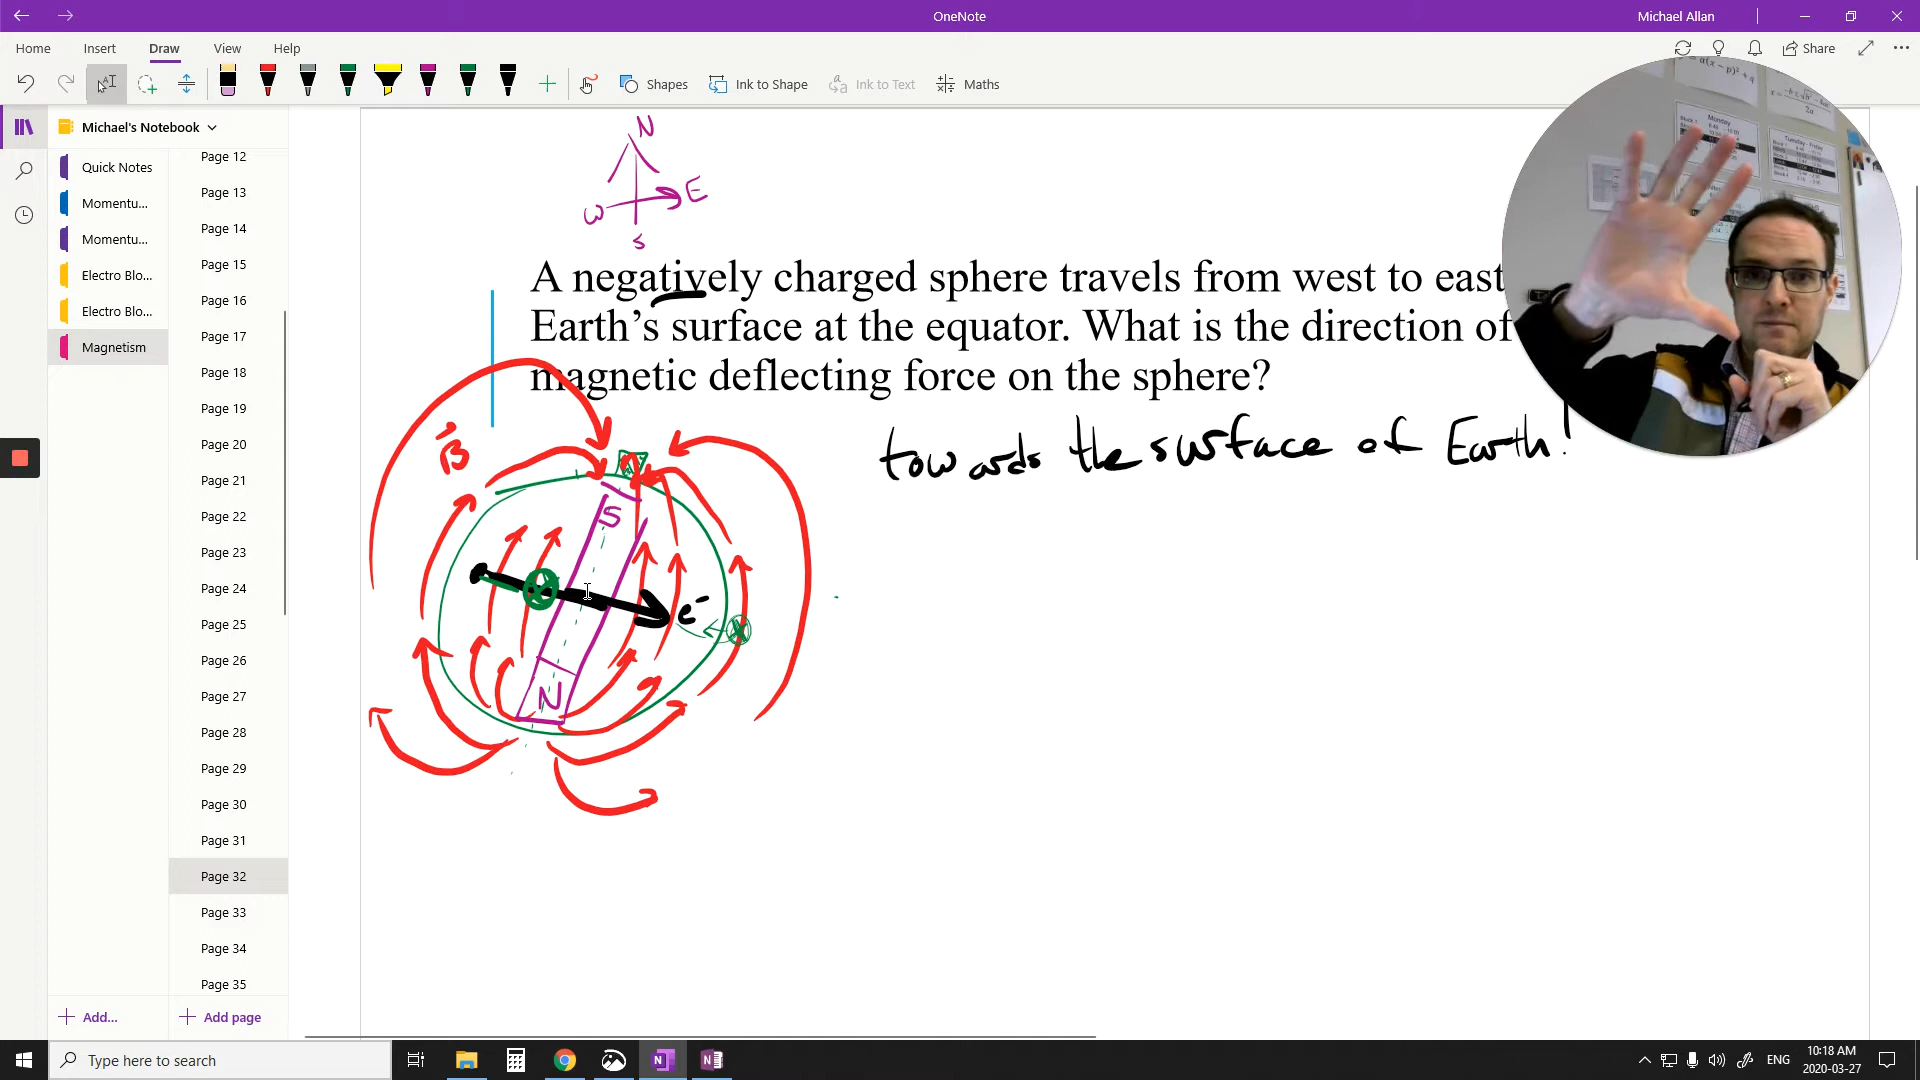 OneNote
Michael Allan
Home Insert Draw View Help
Share
Shapes
Ink to Shape
Ink to Text
Maths
Michael's Notebook
Quick Notes
Momentu...
Momentu...
Electro Blo...
Electro Blo...
Magnetism
Add...
Page 12
Page 13
Page 14
Page 15
Page 16
Page 17
Page 18
Page 19
Page 20
Page 21
Page 22
Page 23
Page 24
Page 25
Page 26
Page 27
Page 28
Page 29
Page 30
Page 31
Page 32
Page 33
Page 34
Page 35
Add page
N
W E
S
A negatively charged sphere travels from west to east
Earth's surface at the equator. What is the direction of
magnetic deflecting force on the sphere?
towards the surface of Earth!
B
N
S
e-
N
Monday
Tuesday - Friday
Type here to search
ENG
10:18 AM
2020-03-27